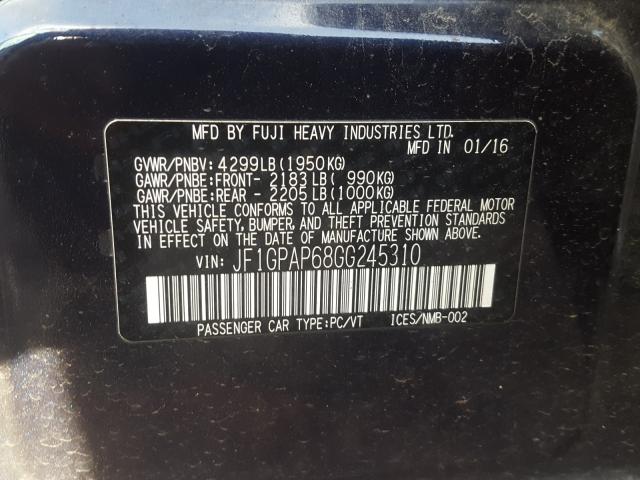 MFD BY FUJI HEAVY INDUSTRIES LTD.
MFD IN 01/16
GVWR/PNBV: 4299LB(1950KG)
GAWR/PNBE:FRONT- 2183LB( 990KG)
GAWR/PNBE:REAR - 2205LB(1000KG)
THIS VEHICLE CONFORMS TO ALL APPLICABLE FEDERAL MOTOR
VEHICLE SAFETY, BUMPER, AND THEFT PREVENTION STANDARDS
IN EFFECT ON THE DATE OF MANUFACTURE SHOWN ABOVE.
VIN: JF1GPAP68GG245310
PASSENGER CAR TYPE:PC/VT ICES/NMB-002